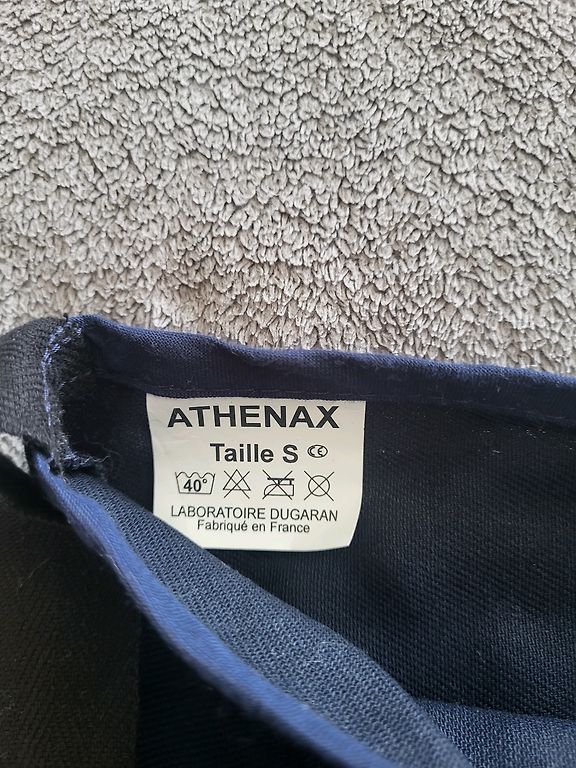 ATHENAX
Taille S CE
40°
LABORATOIRE DUGARAN
Fabriqué en France